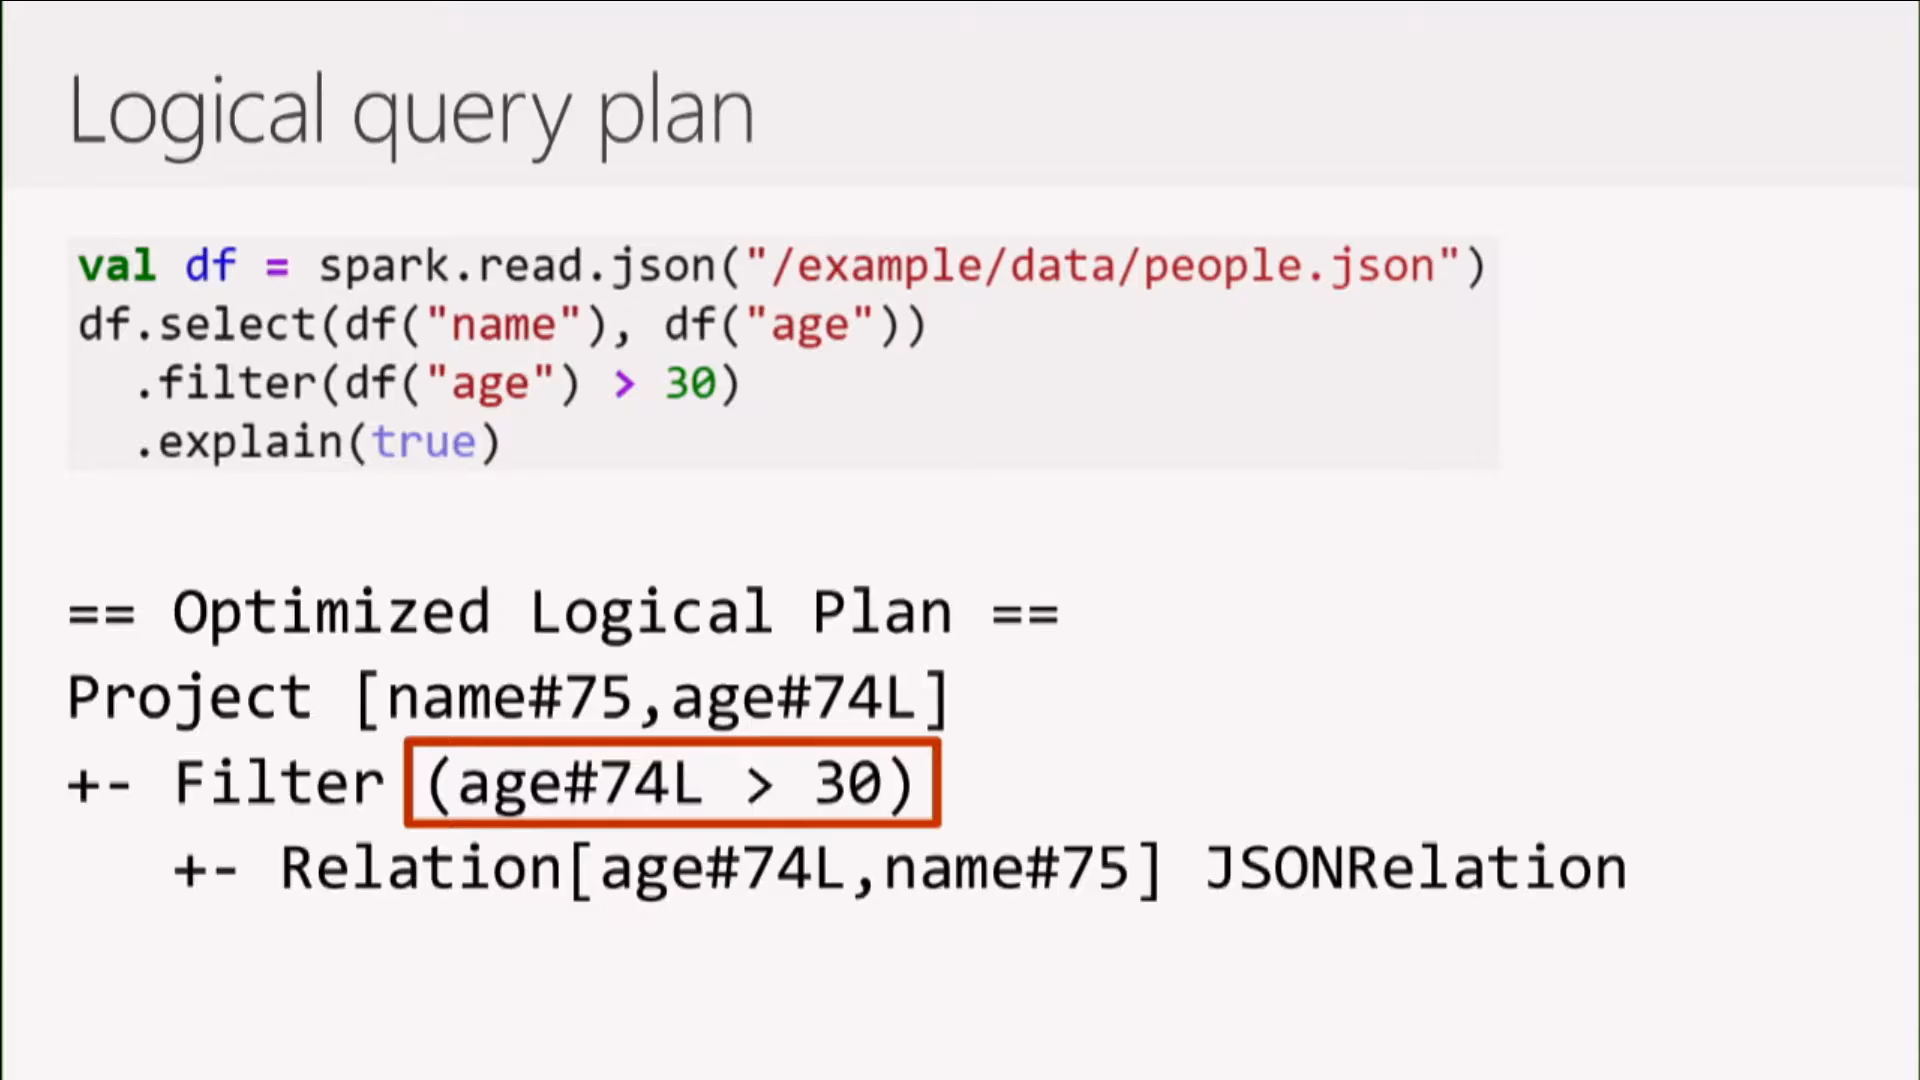 Logical query plan
val df = spark.read.json("/example/data/people.json")
df.select(df("name"), df("age"))
  .filter(df("age") > 30)
  .explain(true)
== Optimized Logical Plan ==
Project [name#75,age#74L]
+- Filter (age#74L > 30)
   +- Relation[age#74L,name#75] JSONRelation